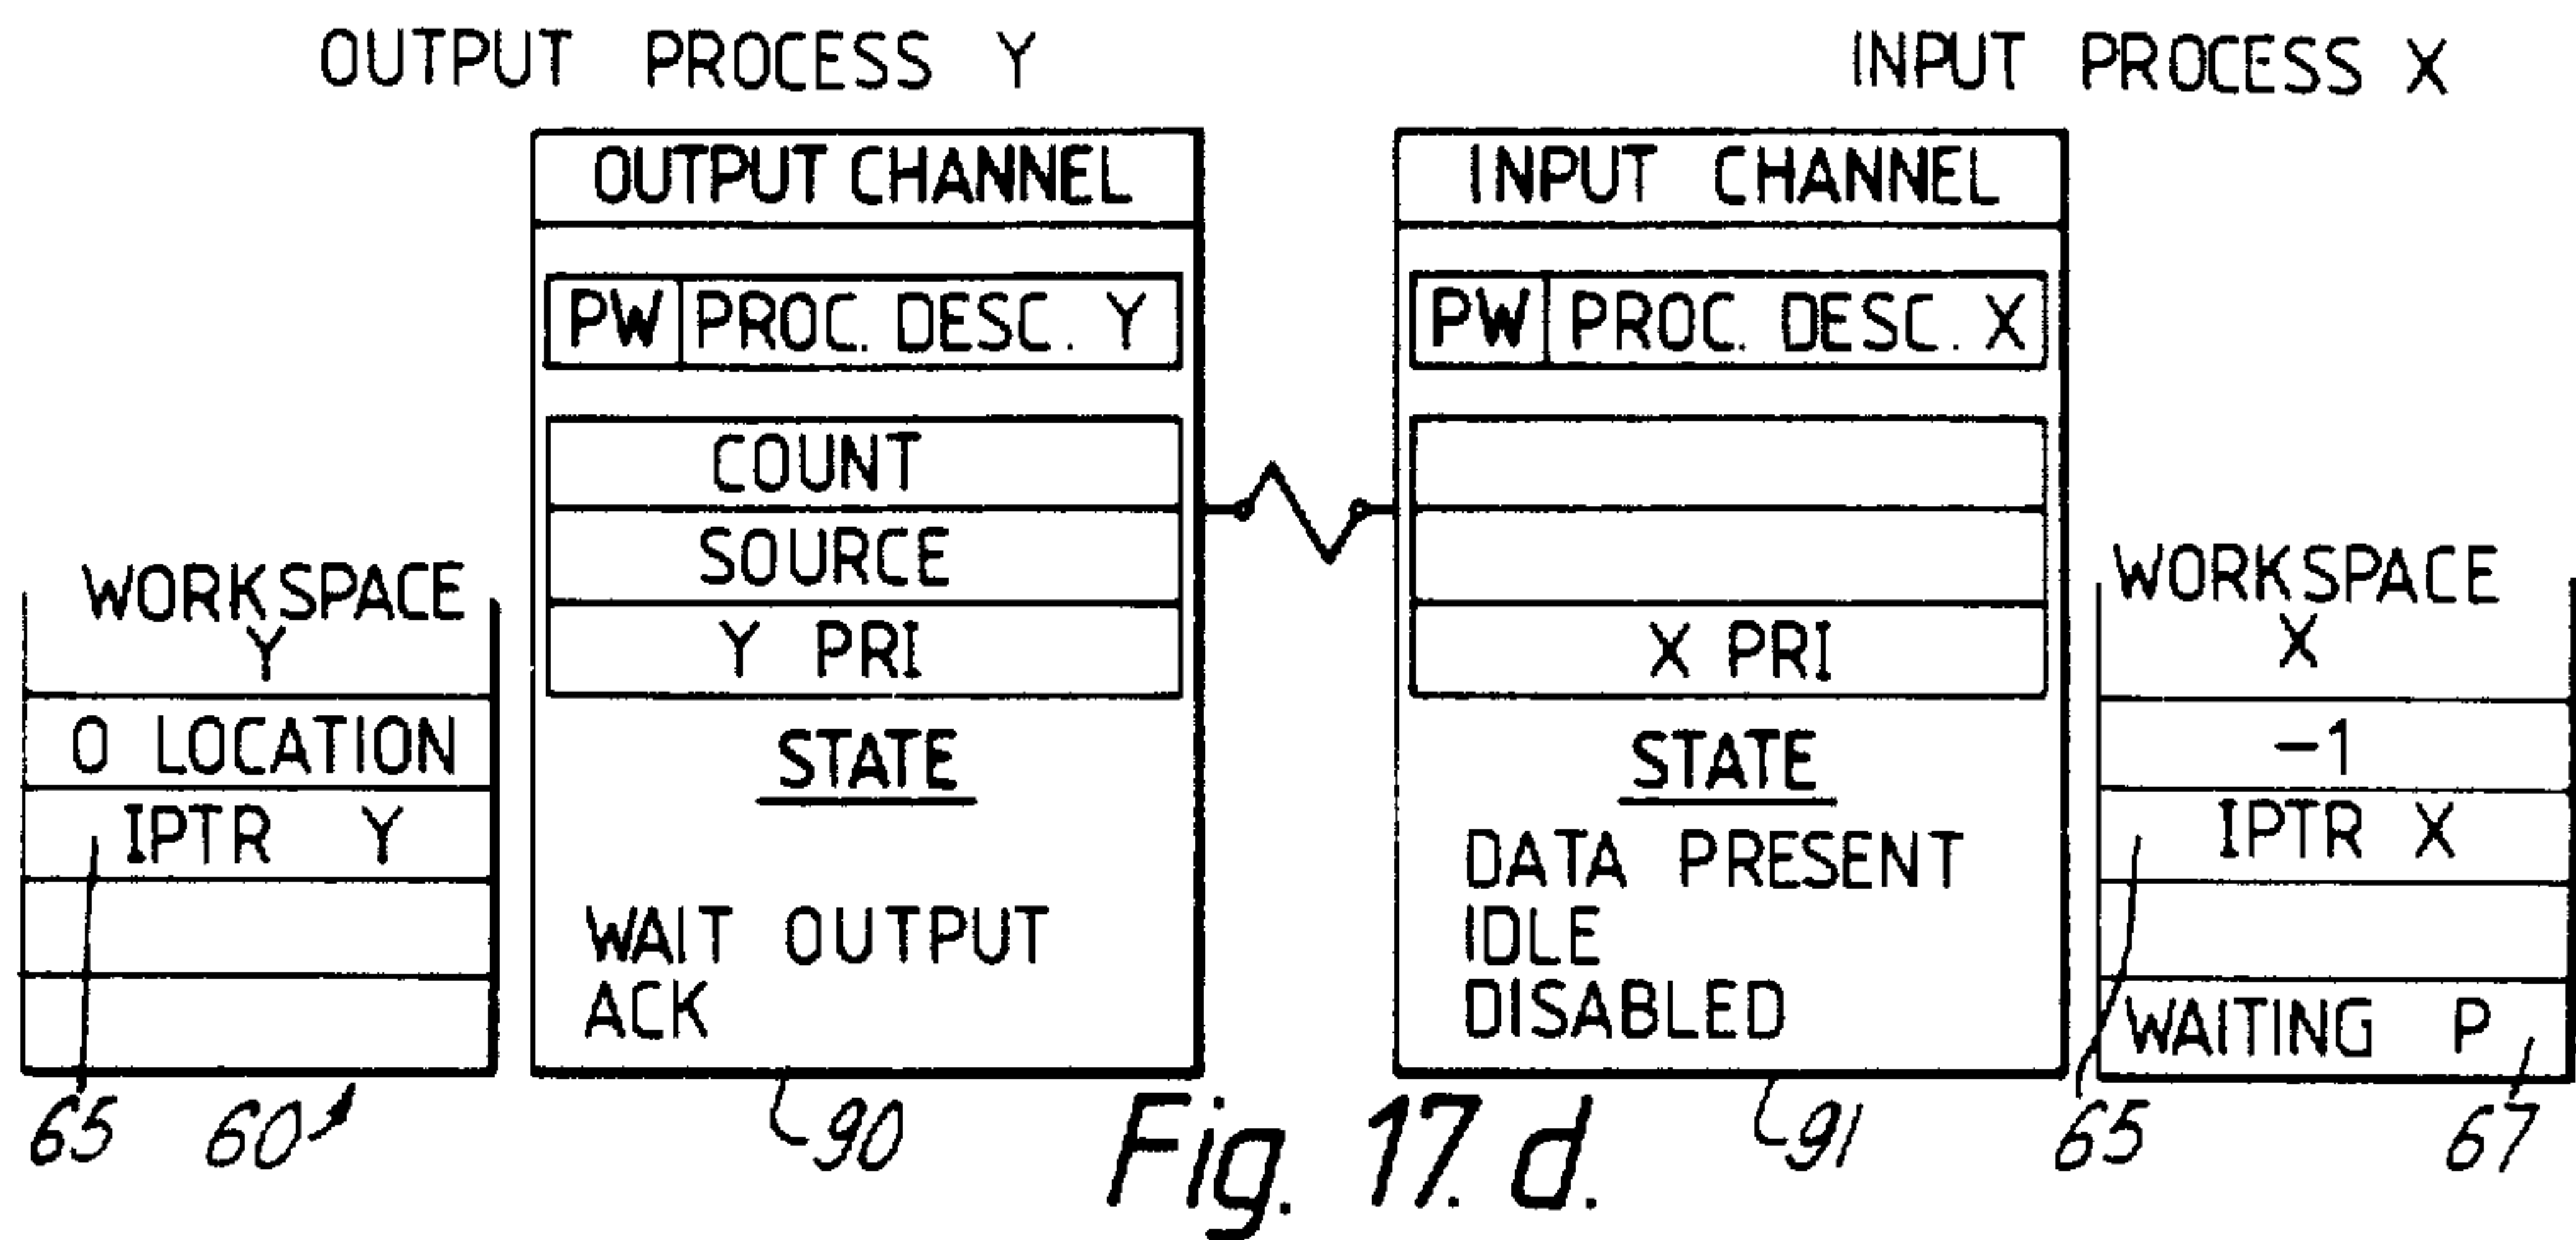 OUTPUT PROCESS Y
INPUT PROCESS X
OUTPUT CHANNEL
PW PROC. DESC. Y
COUNT
SOURCE
Y PRI
STATE
WAIT OUTPUT
ACK
INPUT CHANNEL
PW PROC. DESC. X
X PRI
STATE
DATA PRESENT
IDLE
DISABLED
WORKSPACE
Y
0 LOCATION
IPTR Y
WORKSPACE
X
-1
IPTR X
WAITING P
65 60 90 91 65 67
Fig. 17. d.